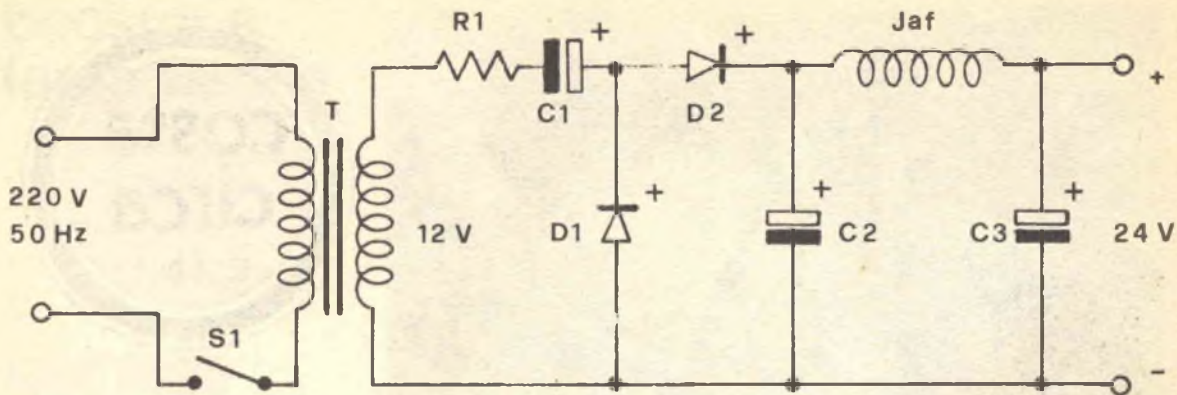 R1
+
+
Jaf
T
C1
D2
+
220 V
50 Hz
12 V
+
D1
+
C2
+
C3
24 V
S1
-